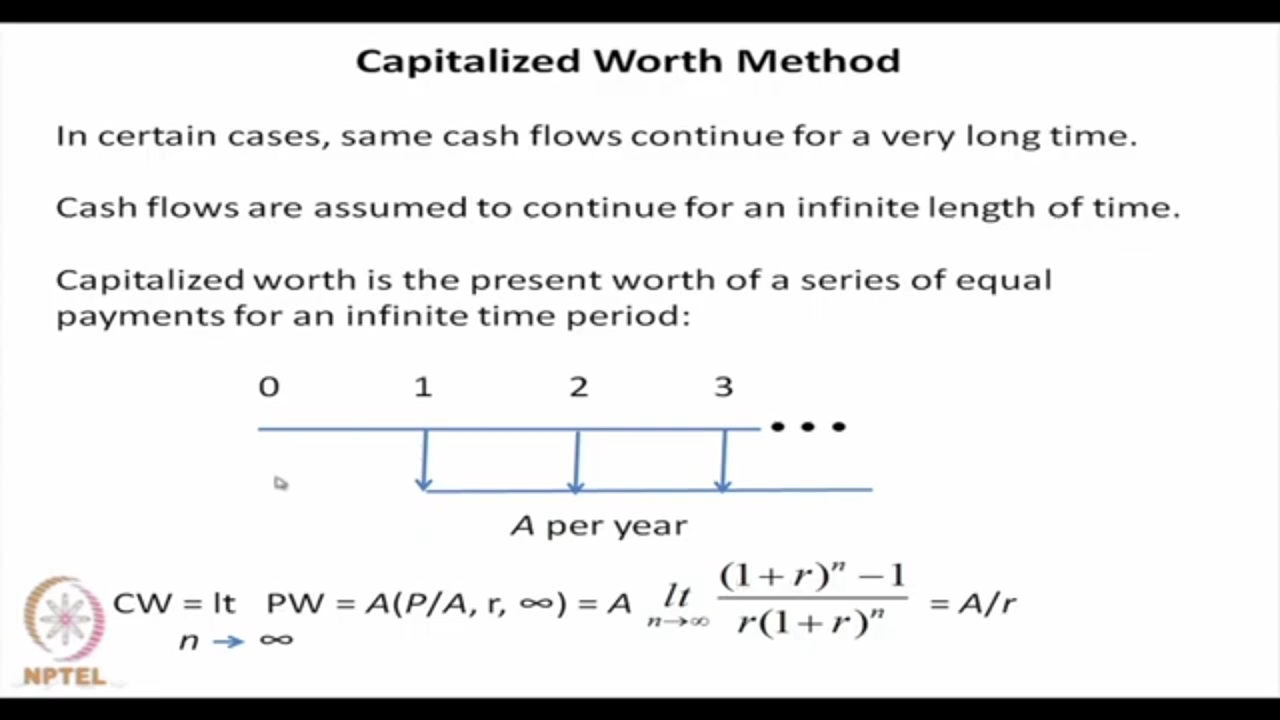 Capitalized Worth Method
In certain cases, same cash flows continue for a very long time.
Cash flows are assumed to continue for an infinite length of time.
Capitalized worth is the present worth of a series of equal
payments for an infinite time period:
0 1 2 3
A per year
CW = lt PW = A(P/A, r, ∞) = A lt (1+r)ⁿ −1 / r(1+r)ⁿ = A/r
n → ∞ n→∞
NPTEL